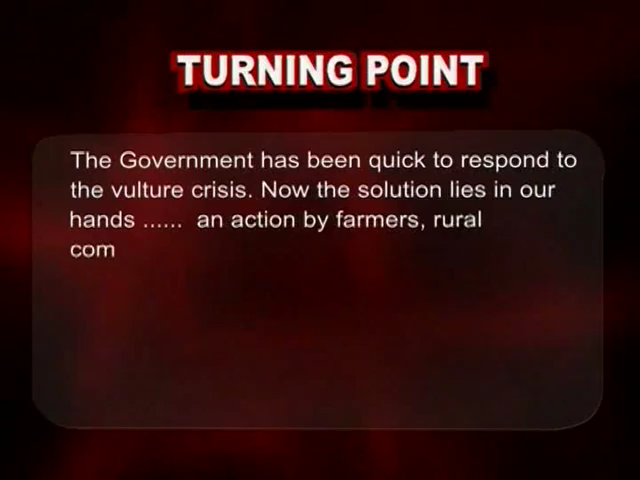 TURNING POINT
The Government has been quick to respond to
the vulture crisis. Now the solution lies in our
hands ...... an action by farmers, rural
com